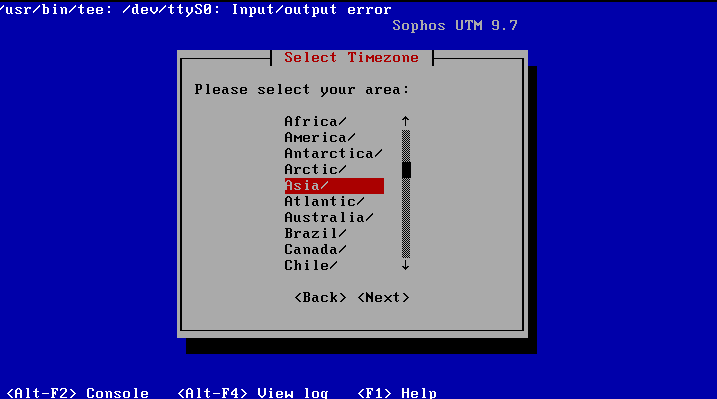 /usr/bin/tee: /dev/ttyS0: Input/output error
Sophos UTM 9.7
Select Timezone
Please select your area:
Africa/
America/
Antarctica/
Arctic/
Asia/
Atlantic/
Australia/
Brazil/
Canada/
Chile/
<Back> <Next>
<Alt-F2> Console <Alt-F4> View log <F1> Help